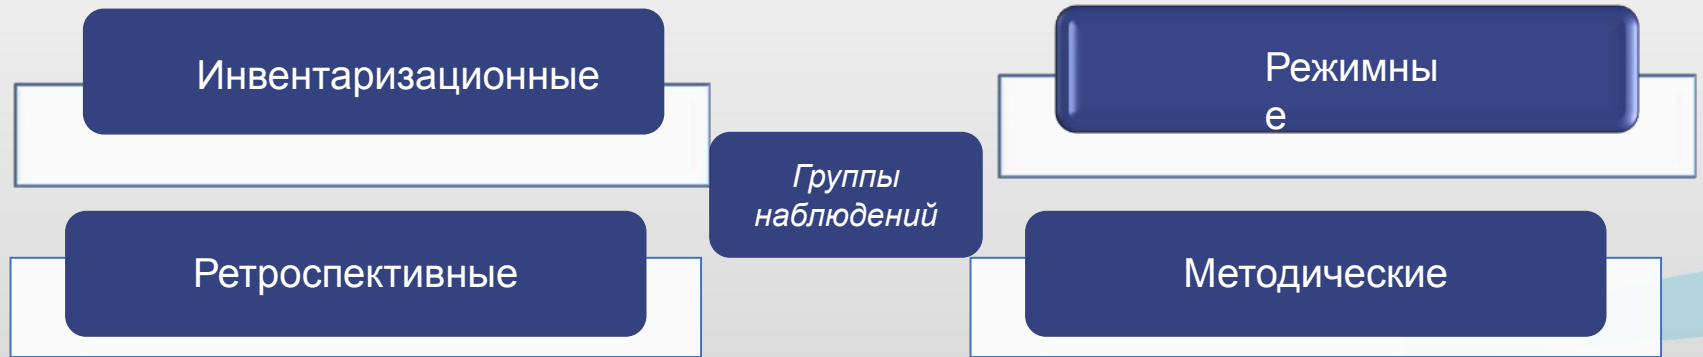 Инвентаризационные
Режимны
е
Группы
наблюдений
Ретроспективные
Методические